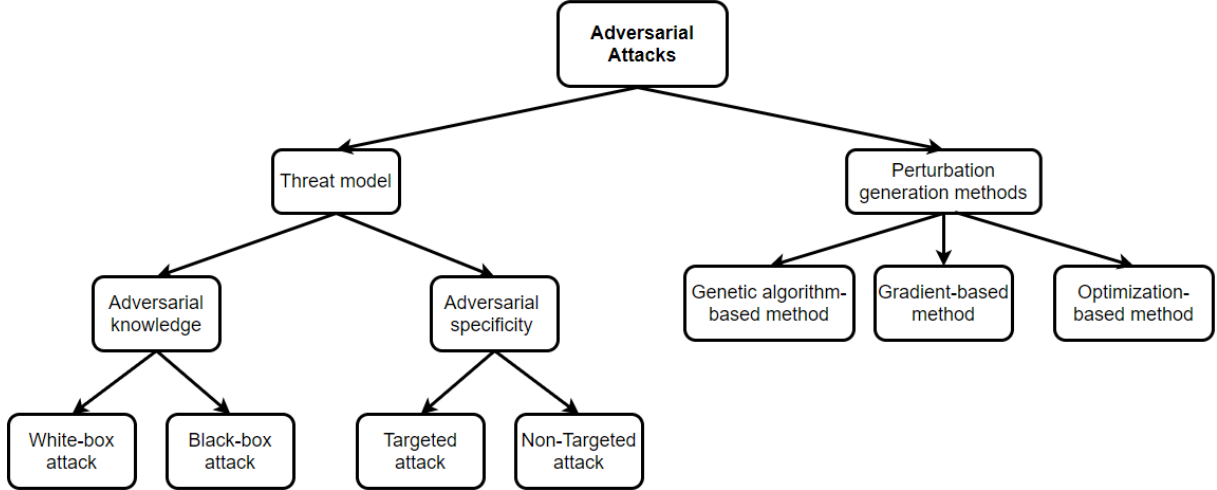 Adversarial
Attacks
Threat model
Perturbation
generation methods
Adversarial
knowledge
Adversarial
specificity
Genetic algorithm-
based method
Gradient-based
method
Optimization-
based method
White-box
attack
Black-box
attack
Targeted
attack
Non-Targeted
attack